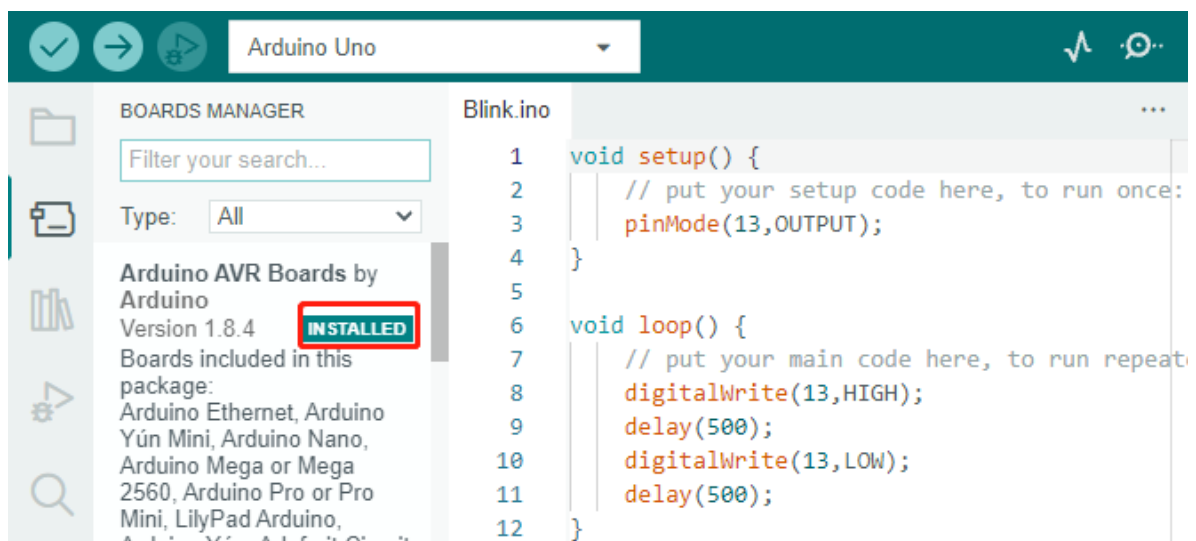 Arduino Uno
BOARDS MANAGER
Filter your search...
Type: All
Arduino AVR Boards by
Arduino
Version 1.8.4 INSTALLED
Boards included in this
package:
Arduino Ethernet, Arduino
Yún Mini, Arduino Nano,
Arduino Mega or Mega
2560, Arduino Pro or Pro
Mini, LilyPad Arduino,
Blink.ino
1 void setup() {
2 // put your setup code here, to run once:
3 pinMode(13,OUTPUT);
4 }
5
6 void loop() {
7 // put your main code here, to run
8 digitalWrite(13,HIGH);
9 delay(500);
10 digitalWrite(13,LOW);
11 delay(500);
12 }